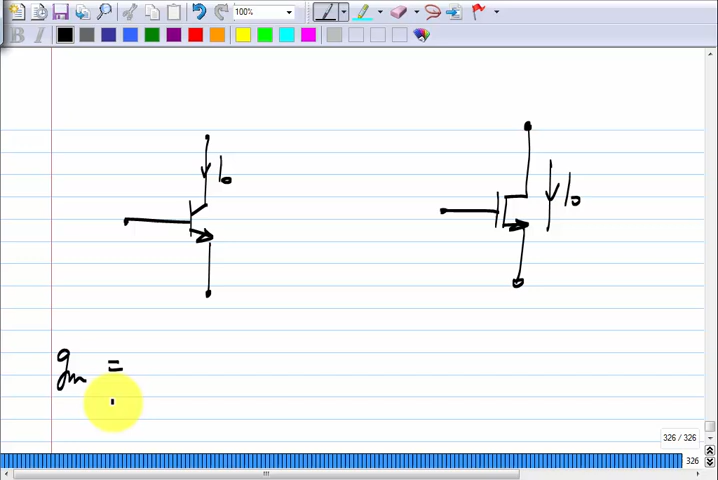 100%
B I
I₀
I₀
gm =
326 / 326
326